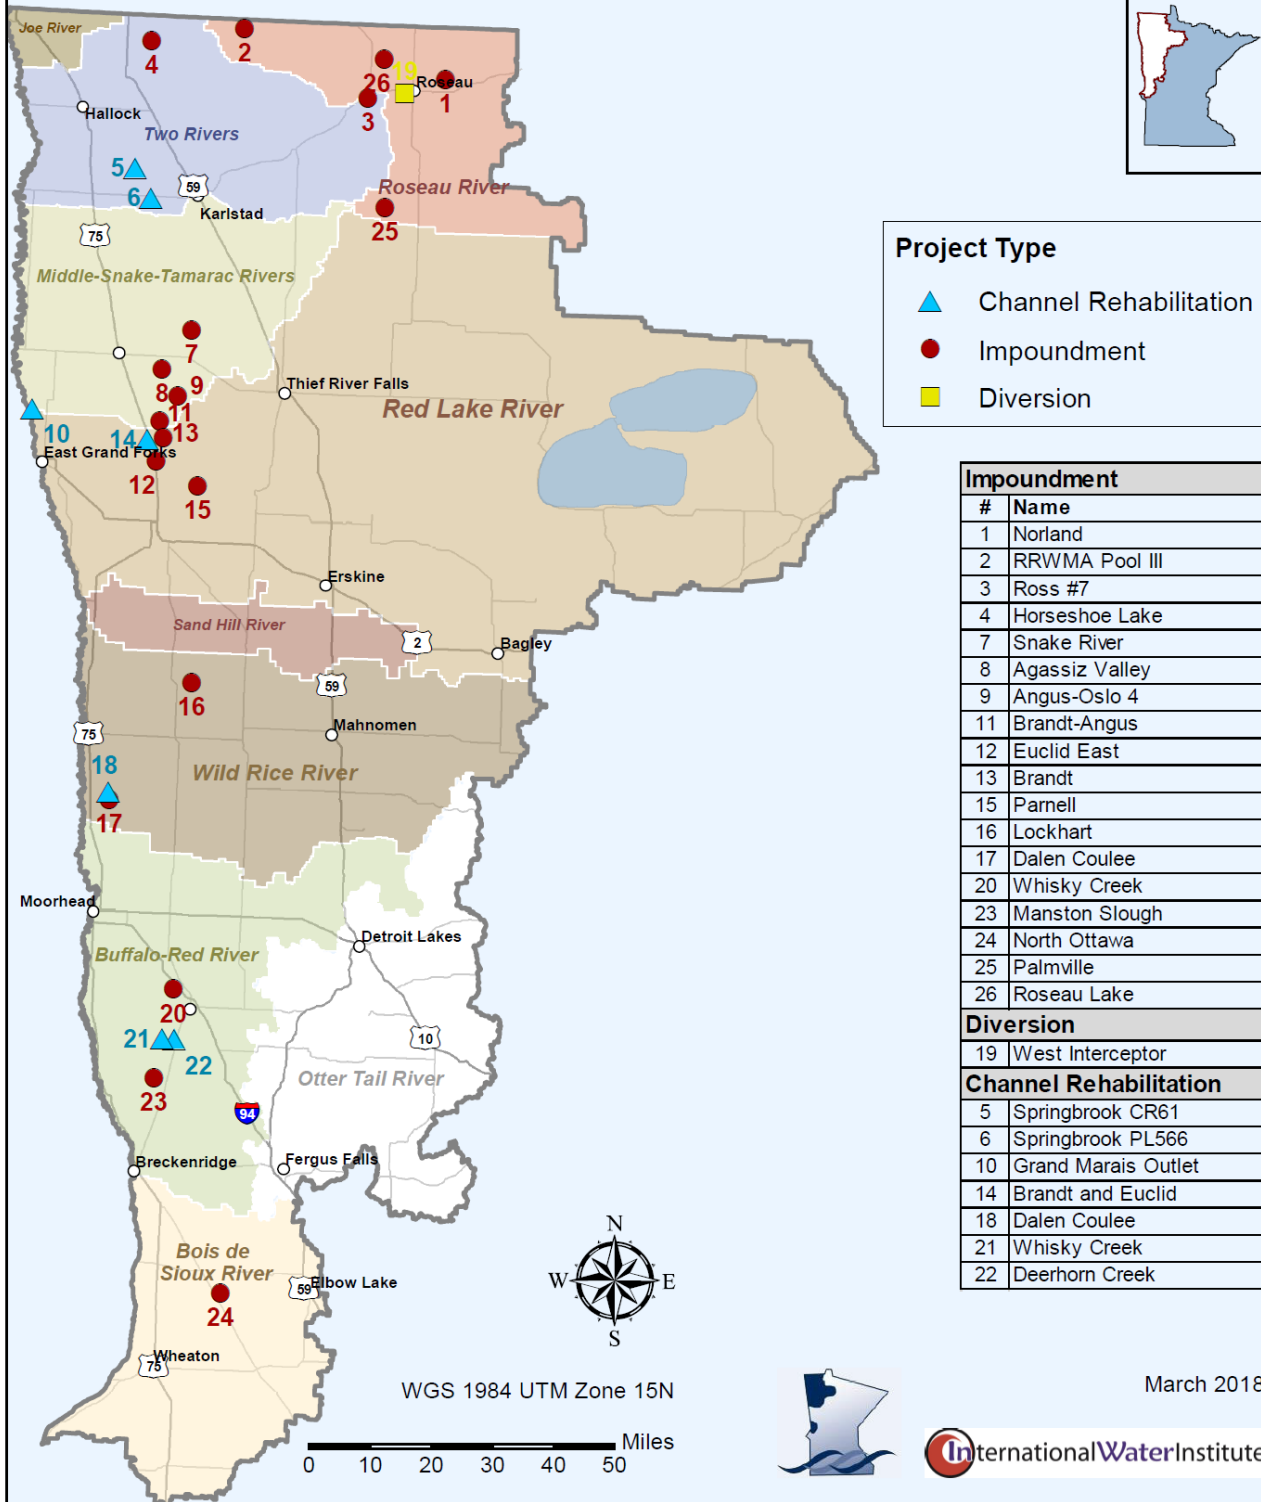 Joe River
4
2
26
19
Roseau
1
3
Hallock
Two Rivers
5
6
59
Karlstad
Roseau River
25
75
Middle-Snake-Tamarac Rivers
7
8
9
Thief River Falls
Red Lake River
11
10
14
13
East Grand Forks
12
15
Erskine
Sand Hill River
2
Bagley
59
16
Mahnomen
75
18
Wild Rice River
17
Moorhead
Detroit Lakes
Buffalo-Red River
20
21
22
10
Otter Tail River
23
94
Breckenridge
Fergus Falls
Bois de
Sioux River
59
Elbow Lake
24
Wheaton
75
N
W
E
S
WGS 1984 UTM Zone 15N
Miles
0 10 20 30 40 50
Project Type
Channel Rehabilitation
Impoundment
Diversion
Impoundment
# Name
1 Norland
2 RRWMA Pool III
3 Ross #7
4 Horseshoe Lake
7 Snake River
8 Agassiz Valley
9 Angus-Oslo 4
11 Brandt-Angus
12 Euclid East
13 Brandt
15 Parnell
16 Lockhart
17 Dalen Coulee
20 Whisky Creek
23 Manston Slough
24 North Ottawa
25 Palmville
26 Roseau Lake
Diversion
19 West Interceptor
Channel Rehabilitation
5 Springbrook CR61
6 Springbrook PL566
10 Grand Marais Outlet
14 Brandt and Euclid
18 Dalen Coulee
21 Whisky Creek
22 Deerhorn Creek
March 2018
InternationalWaterInstitute